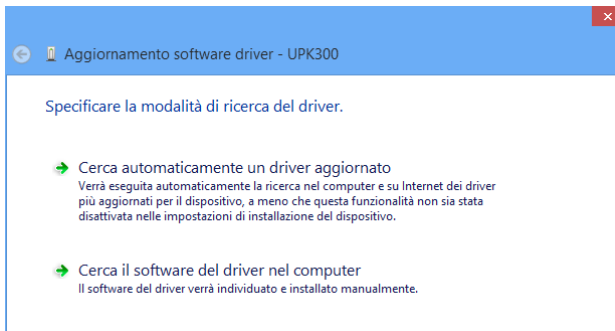 Aggiornamento software driver - UPK300
Specificare la modalità di ricerca del driver.
Cerca automaticamente un driver aggiornato
Verrà eseguita automaticamente la ricerca nel computer e su Internet dei driver
più aggiornati per il dispositivo, a meno che questa funzionalità non sia stata
disattivata nelle impostazioni di installazione del dispositivo.
Cerca il software del driver nel computer
Il software del driver verrà individuato e installato manualmente.